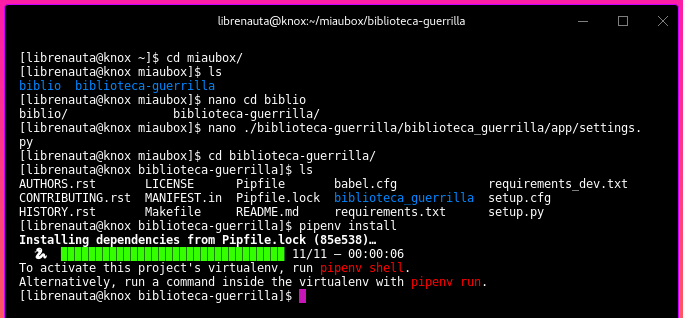 librenauta@knox:~/miaubox/biblioteca-guerrilla
[librenauta@knox ~]$ cd miaubox/
[librenauta@knox miaubox]$ ls
biblio  biblioteca-guerrilla
[librenauta@knox miaubox]$ nano cd biblio
biblio/               biblioteca-guerrilla/
[librenauta@knox miaubox]$ nano ./biblioteca-guerrilla/biblioteca_guerrilla/app/settings.
py
[librenauta@knox miaubox]$ cd biblioteca-guerrilla/
[librenauta@knox biblioteca-guerrilla]$ ls
AUTHORS.rst       LICENSE      Pipfile       babel.cfg             requirements_dev.txt
CONTRIBUTING.rst  MANIFEST.in  Pipfile.lock  biblioteca_guerrilla  setup.cfg
HISTORY.rst       Makefile     README.md     requirements.txt      setup.py
[librenauta@knox biblioteca-guerrilla]$ pipenv install
Installing dependencies from Pipfile.lock (85e538)…
🐍 ▉▉▉▉▉▉▉▉▉▉▉▉▉▉▉▉▉▉▉▉▉▉▉▉▉▉▉▉▉▉▉▉ 11/11 — 00:00:06
To activate this project's virtualenv, run pipenv shell.
Alternatively, run a command inside the virtualenv with pipenv run.
[librenauta@knox biblioteca-guerrilla]$